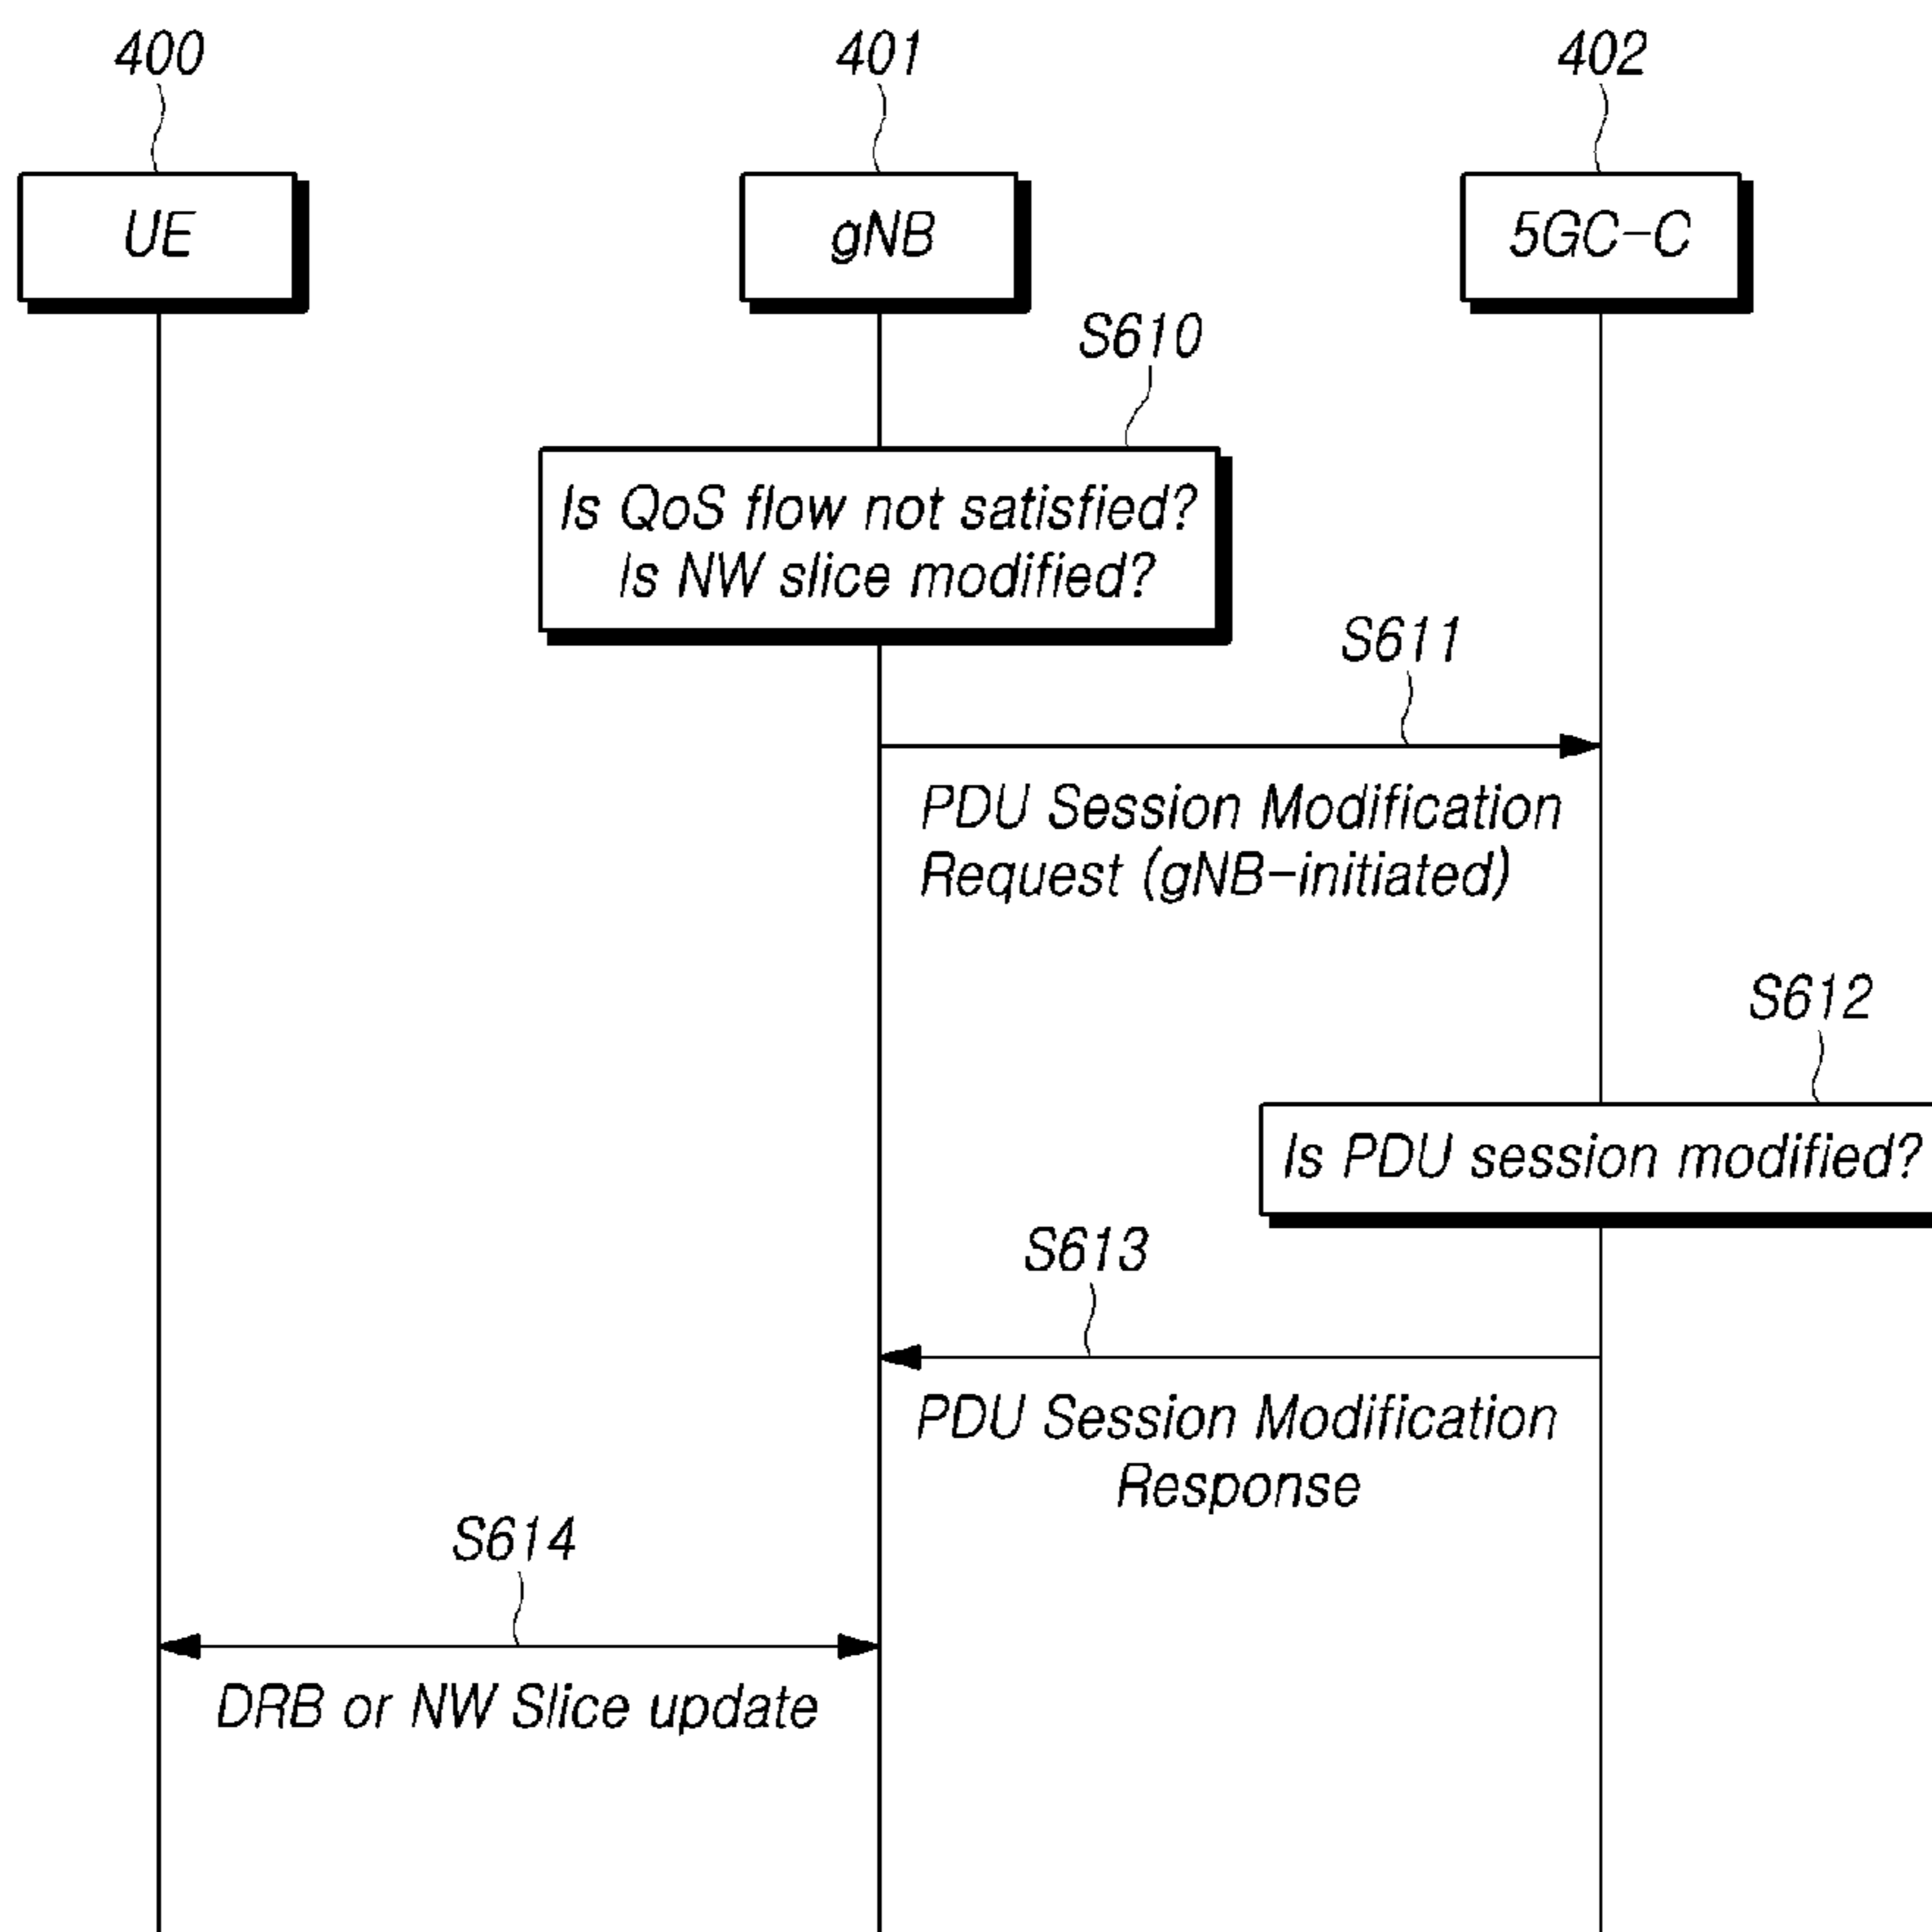 400
401
402
UE
gNB
5GC-C
S610
Is QoS flow not satisfied?
Is NW slice modified?
S611
PDU Session Modification
Request (gNB-initiated)
S612
Is PDU session modified?
S613
PDU Session Modification
Response
S614
DRB or NW Slice update